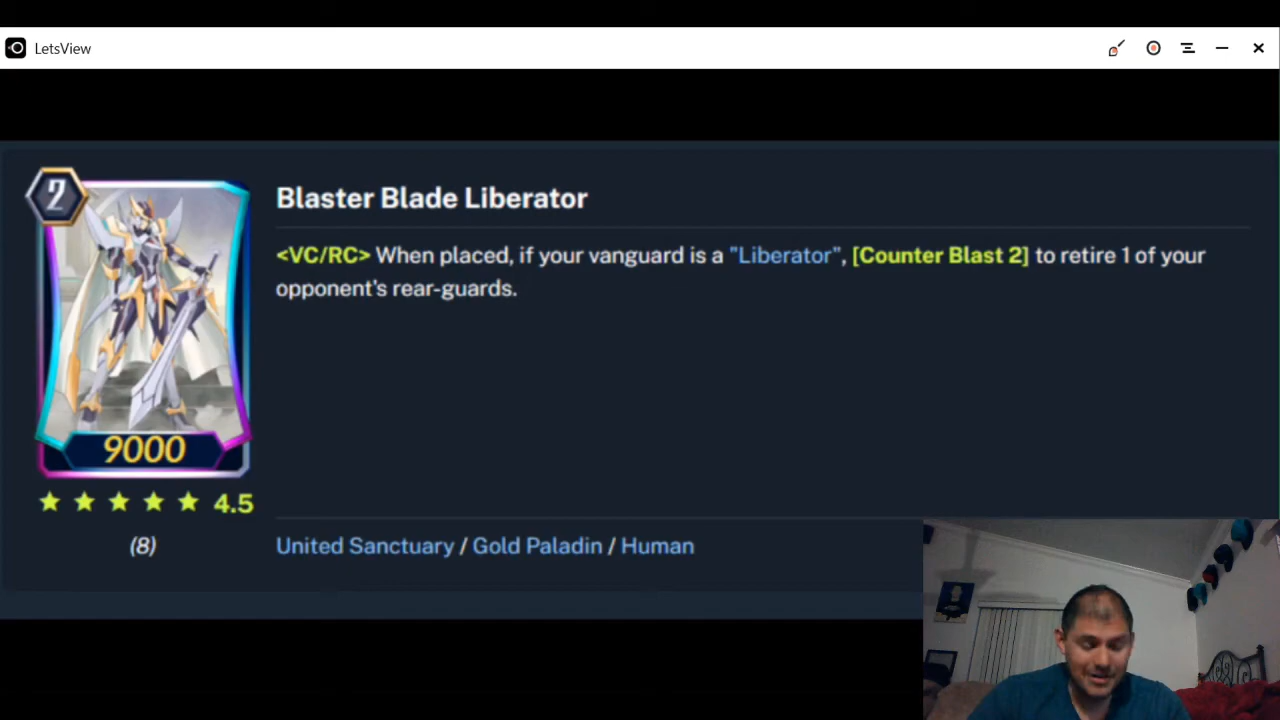 LetsView
2
Blaster Blade Liberator
<VC/RC> When placed, if your vanguard is a "Liberator", [Counter Blast 2] to retire 1 of your
opponent's rear-guards.
9000
4.5
(8)
United Sanctuary / Gold Paladin / Human